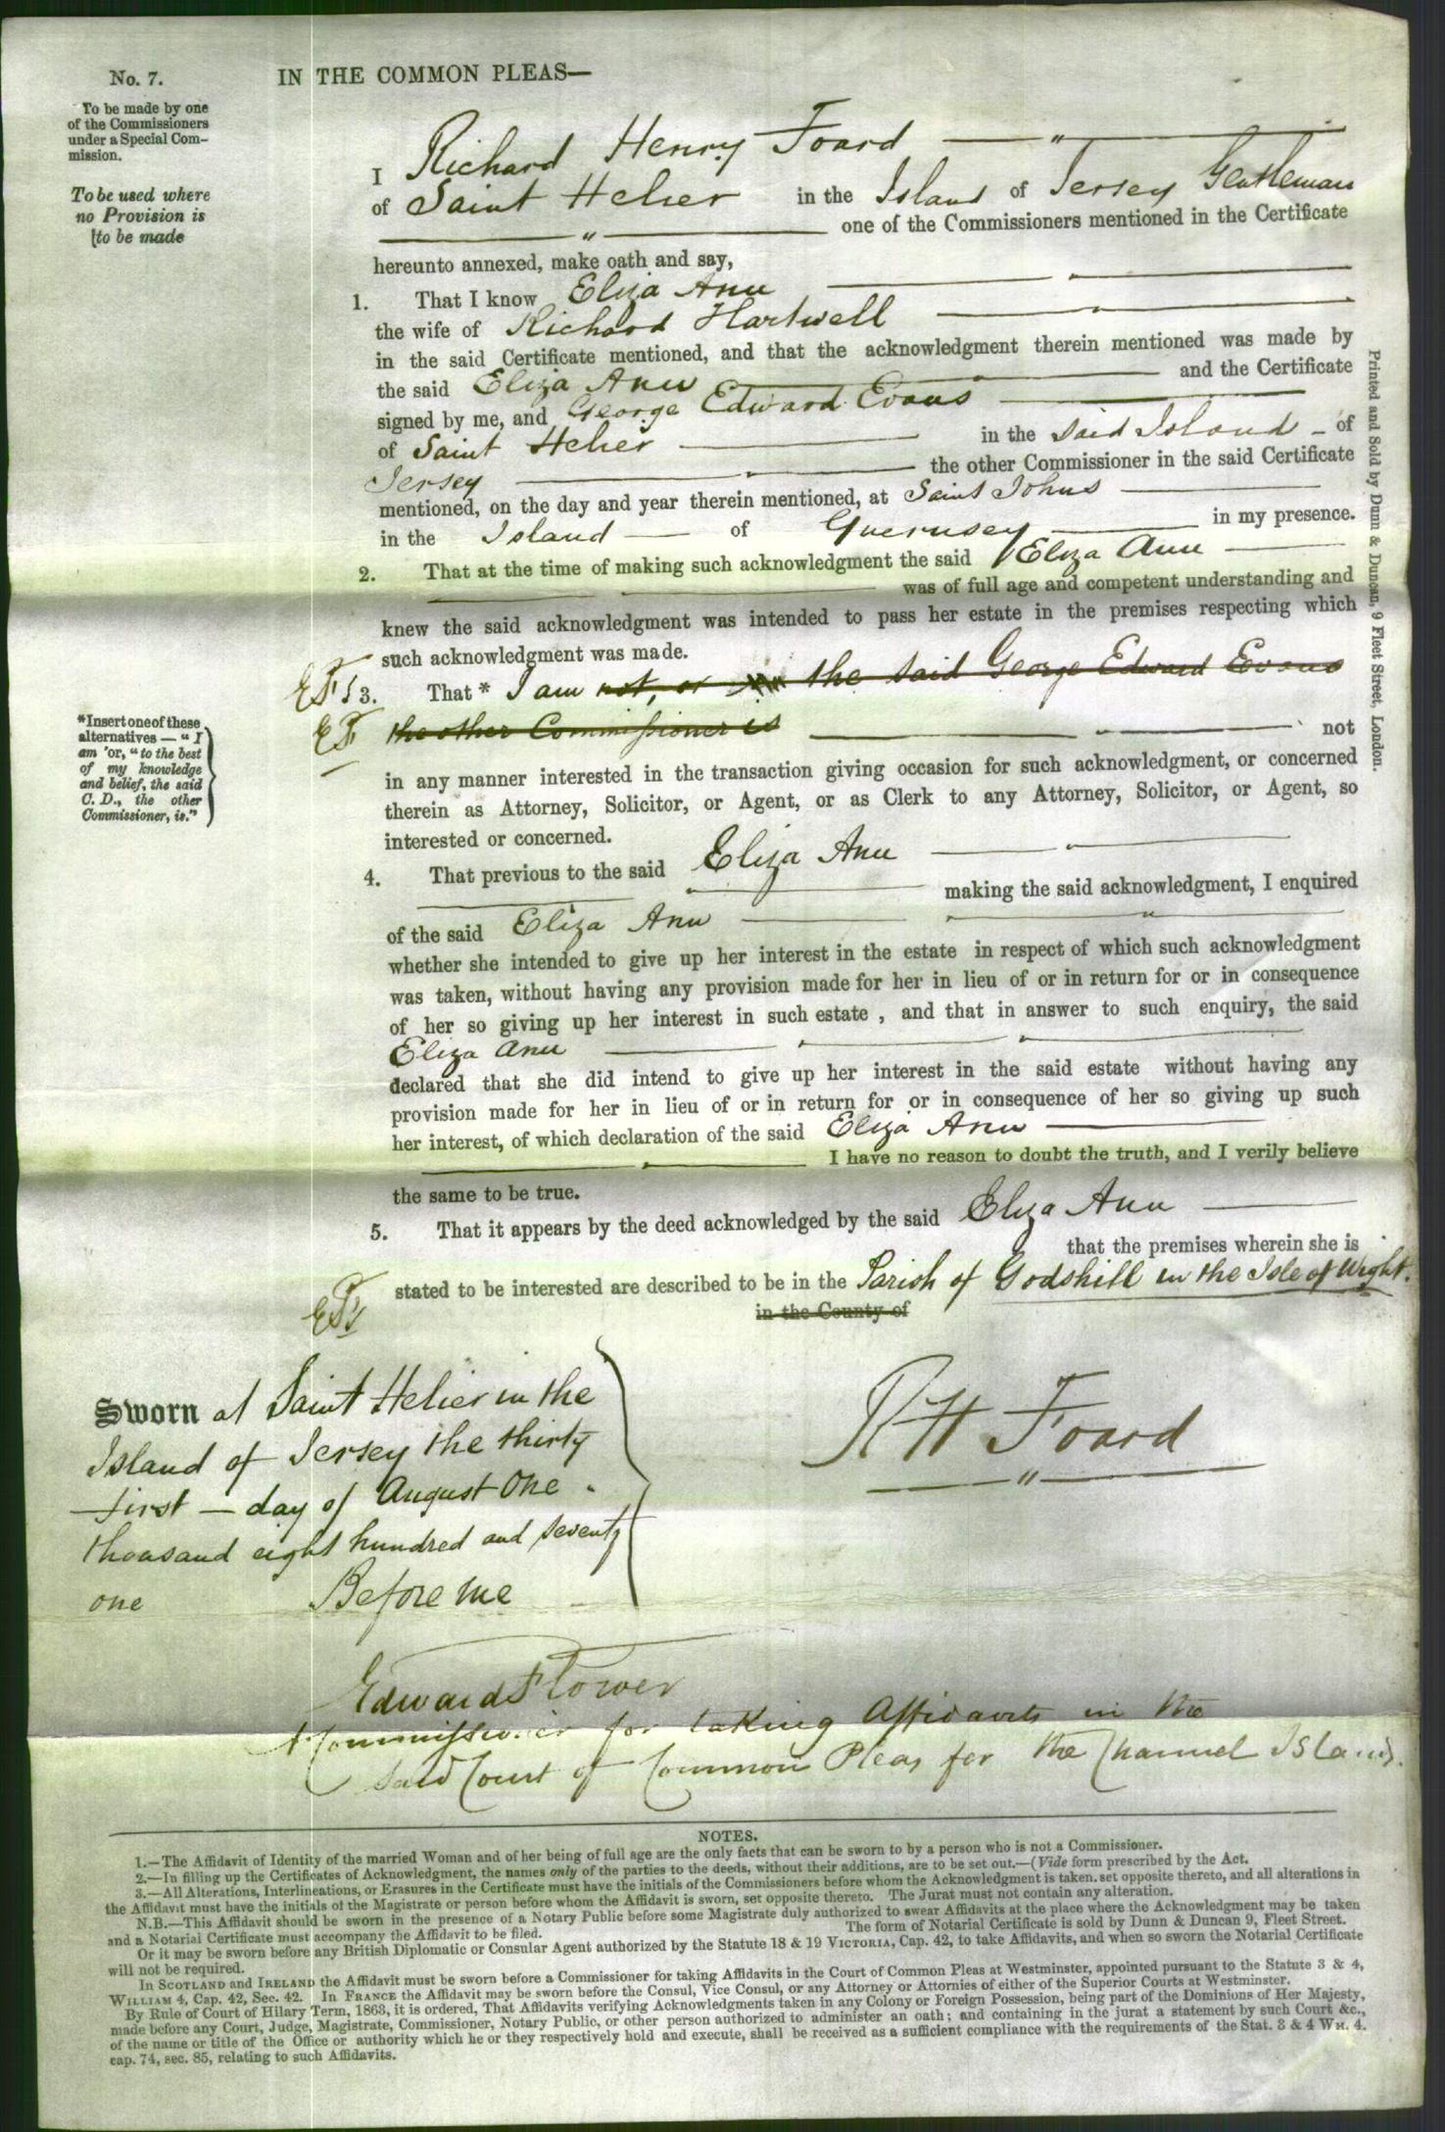 No. 7.
To be made by one
of the Commissioners
under a Special Com-
mission.
To be used where
no Provision is
to be made
IN THE COMMON PLEAS—
I Richard Henry Foard — " —
of Saint Helier in the Island of Jersey Gentleman
— " — one of the Commissioners mentioned in the Certificate
hereunto annexed, make oath and say,
1. That I know Eliza Ann
the wife of Richard Hartwell
in the said Certificate mentioned, and that the acknowledgment therein mentioned was made by
the said Eliza Ann and the Certificate
signed by me, and George Edward Evans
of Saint Helier in the said Island of
Jersey the other Commissioner in the said Certificate
mentioned, on the day and year therein mentioned, at Saint Johns
in the Island of Guernsey in my presence.
2. That at the time of making such acknowledgment the said Eliza Ann
was of full age and competent understanding and
knew the said acknowledgment was intended to pass her estate in the premises respecting which
such acknowledgment was made.
EF 3. That * I am not, or the said George Edward Evans
EF the other Commissioner is not
*Insert one of these
alternatives — "I
am" or, "to the best
of my knowledge
and belief, the said
C. D., the other
Commissioner, is."
in any manner interested in the transaction giving occasion for such acknowledgment, or concerned
therein as Attorney, Solicitor, or Agent, or as Clerk to any Attorney, Solicitor, or Agent, so
interested or concerned.
4. That previous to the said Eliza Ann
making the said acknowledgment, I enquired
of the said Eliza Ann
whether she intended to give up her interest in the estate in respect of which such acknowledgment
was taken, without having any provision made for her in lieu of or in return for or in consequence
of her so giving up her interest in such estate , and that in answer to such enquiry, the said
Eliza Ann
declared that she did intend to give up her interest in the said estate without having any
provision made for her in lieu of or in return for or in consequence of her so giving up such
her interest, of which declaration of the said Eliza Ann
I have no reason to doubt the truth, and I verily believe
the same to be true.
5. That it appears by the deed acknowledged by the said Eliza Ann
that the premises wherein she is
stated to be interested are described to be in the Parish of Godshill in the Isle of Wight.
EF in the County of
Sworn at Saint Helier in the
Island of Jersey the thirty
first — day of August One
thousand eight hundred and seventy
one Before me
R H Foard
Edward Flower
A Commissioner for taking Affidavits in the
said Court of Common Pleas for the Channel Islands.
Printed and Sold by Dunn & Duncan, 9 Fleet Street, London.
NOTES.
1.—The Affidavit of Identity of the married Woman and of her being of full age are the only facts that can be sworn to by a person who is not a Commissioner.
2.—In filling up the Certificates of Acknowledgment, the names only of the parties to the deeds, without their additions, are to be set out.—(Vide form prescribed by the Act.
3.—All Alterations, Interlineations, or Erasures in the Certificate must have the initials of the Commissioners before whom the Acknowledgment is taken. set opposite thereto, and all alterations in
the Affidavit must have the initials of the Magistrate or person before whom the Affidavit is sworn, set opposite thereto. The Jurat must not contain any alteration.
N.B.—This Affidavit should be sworn in the presence of a Notary Public before some Magistrate duly authorized to swear Affidavits at the place where the Acknowledgment may be taken
and a Notarial Certificate must accompany the Affidavit to be filed. The form of Notarial Certificate is sold by Dunn & Duncan 9, Fleet Street.
Or it may be sworn before any British Diplomatic or Consular Agent authorized by the Statute 18 & 19 VICTORIA, Cap. 42, to take Affidavits, and when so sworn the Notarial Certificate
will not be required.
In SCOTLAND and IRELAND the Affidavit must be sworn before a Commissioner for taking Affidavits in the Court of Common Pleas at Westminster, appointed pursuant to the Statute 3 & 4,
WILLIAM 4, Cap. 42, Sec. 42. In FRANCE the Affidavit may be sworn before the Consul, Vice Consul, or any Attorney or Attornies of either of the Superior Courts at Westminster.
By Rule of Court of Hilary Term, 1863, it is ordered, That Affidavits verifying Acknowledgments taken in any Colony or Foreign Possession, being part of the Dominions of Her Majesty,
made before any Court, Judge, Magistrate, Commissioner, Notary Public, or other person authorized to administer an oath; and containing in the jurat a statement by such Court &c.,
of the name or title of the Office or authority which he or they respectively hold and execute, shall be received as a sufficient compliance with the requirements of the Stat. 3 & 4 WM. 4.
cap. 74, sec. 85, relating to such Affidavits.